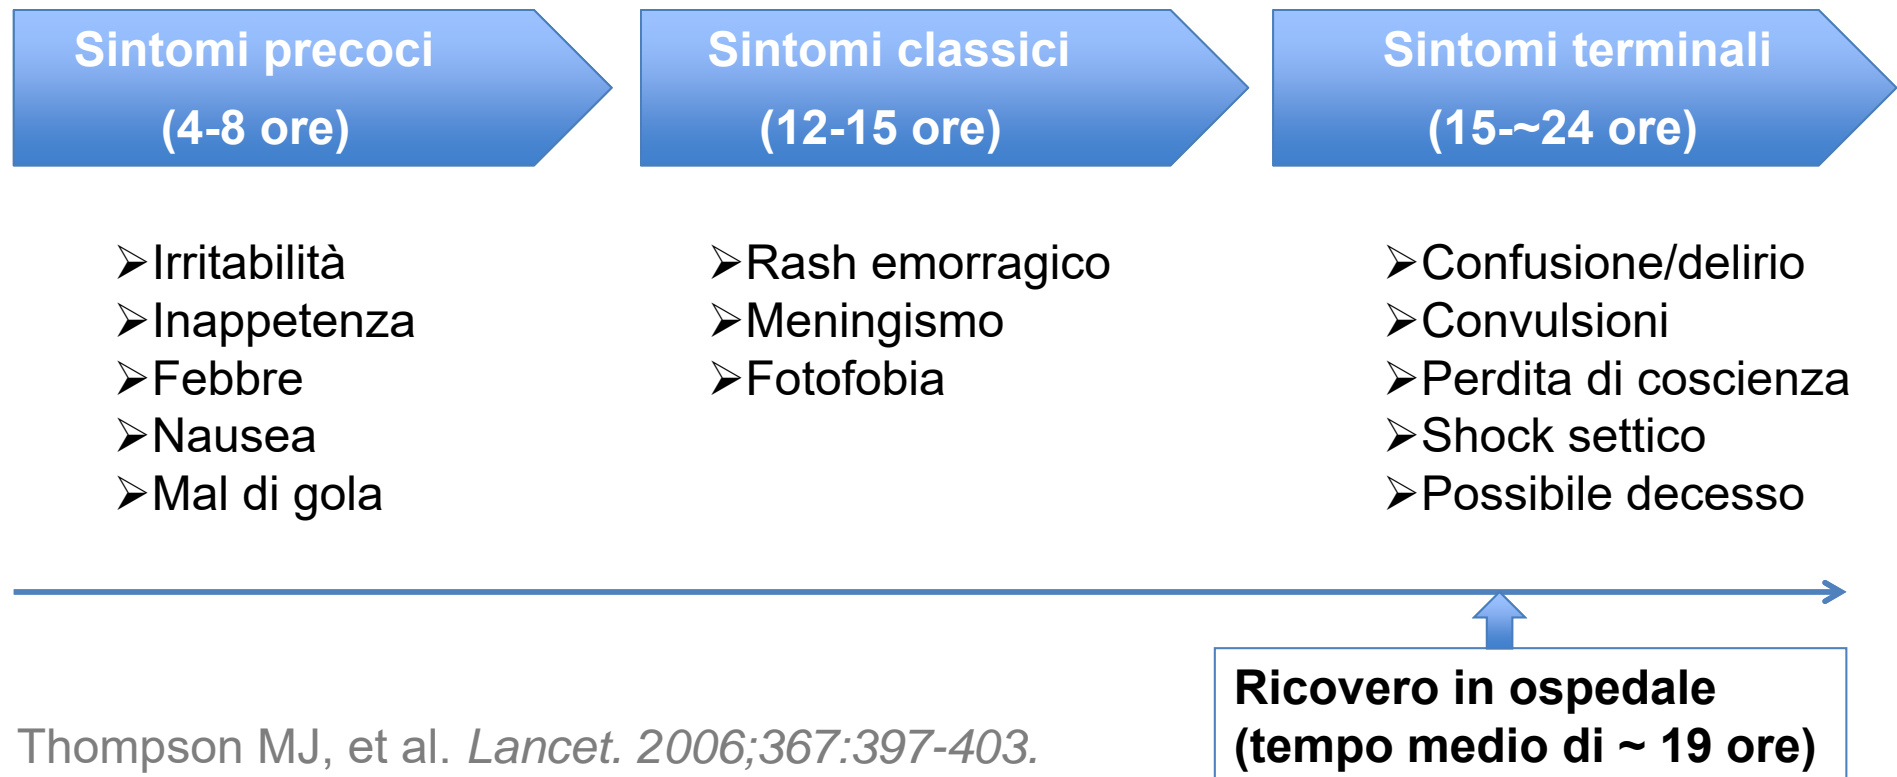 Sintomi precoci
(4-8 ore)
Sintomi classici
(12-15 ore)
Sintomi terminali
(15-~24 ore)
➢Irritabilità
➢Inappetenza
➢Febbre
➢Nausea
➢Mal di gola
➢Rash emorragico
➢Meningismo
➢Fotofobia
➢Confusione/delirio
➢Convulsioni
➢Perdita di coscienza
➢Shock settico
➢Possibile decesso
Ricovero in ospedale
(tempo medio di ~ 19 ore)
Thompson MJ, et al. Lancet. 2006;367:397-403.